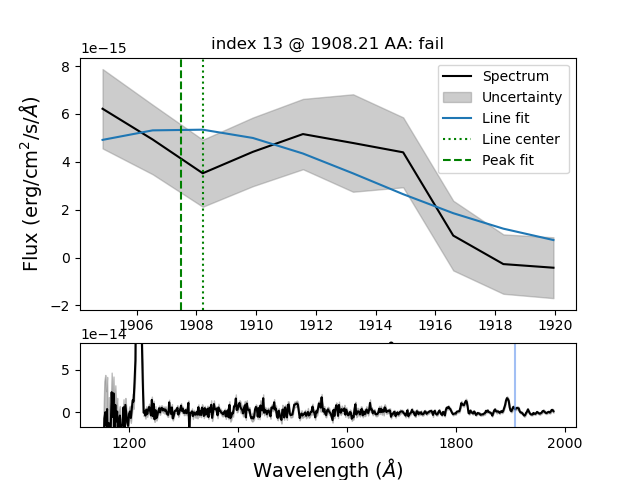 index 13 @ 1908.21 AA: fail
1e−15
8
6
4
2
0
−2
Flux (erg/cm²/s/Å)
Spectrum
Uncertainty
Line fit
Line center
Peak fit
1906 1908 1910 1912 1914 1916 1918 1920
1e−14
5
0
1200 1400 1600 1800 2000
Wavelength (Å)